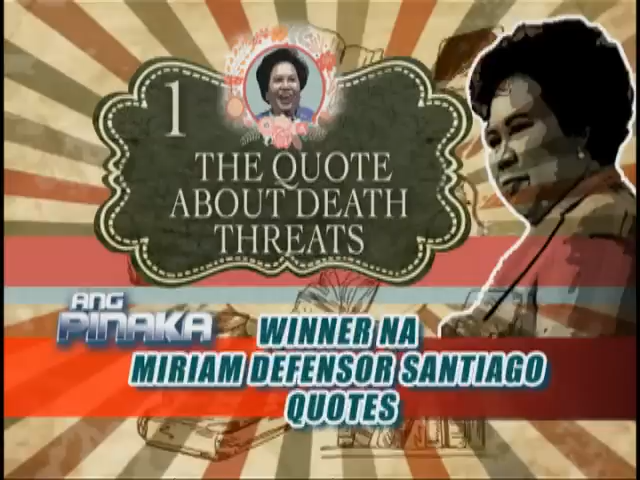 1
THE QUOTE
ABOUT DEATH
THREATS
ANG
PINAKA
WINNER NA
MIRIAM DEFENSOR SANTIAGO
QUOTES